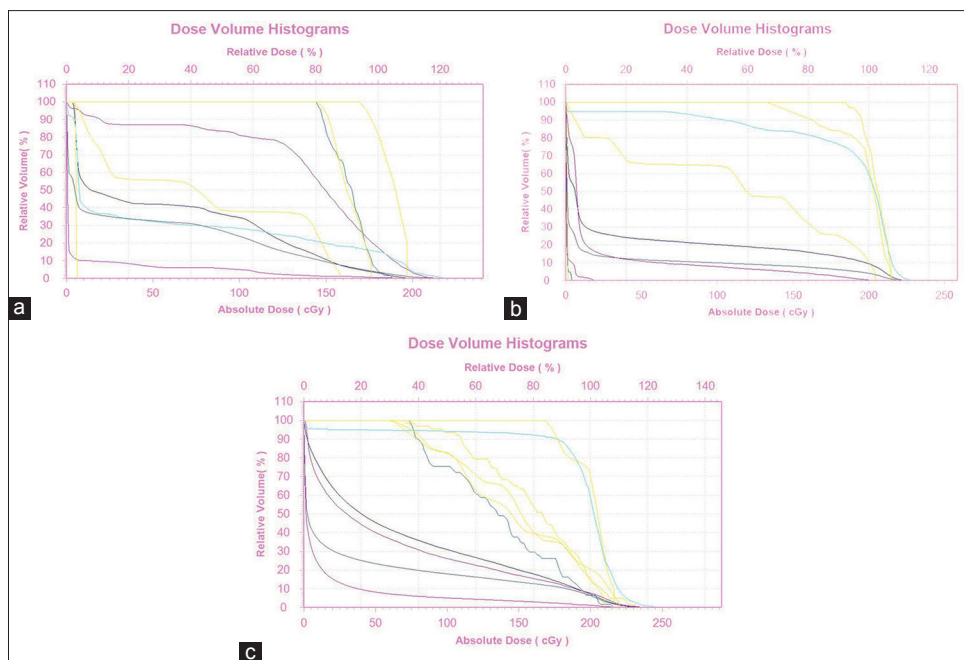 Dose Volume Histograms
Relative Dose ( % )
0 20 40 60 80 100 120
110
100
90
80
70
60
50
40
30
20
10
0
Relative Volume( % )
0 50 100 150 200
Absolute Dose ( cGy )
a
Dose Volume Histograms
Relative Dose ( % )
0 20 40 60 80 100 120
110
100
90
80
70
60
50
40
30
20
10
0
Relative Volume( % )
0 50 100 150 200 250
Absolute Dose ( cGy )
b
Dose Volume Histograms
Relative Dose ( % )
0 20 40 60 80 100 120 140
110
100
90
80
70
60
50
40
30
20
10
0
Relative Volume ( % )
0 50 100 150 200 250
Absolute Dose ( cGy )
c